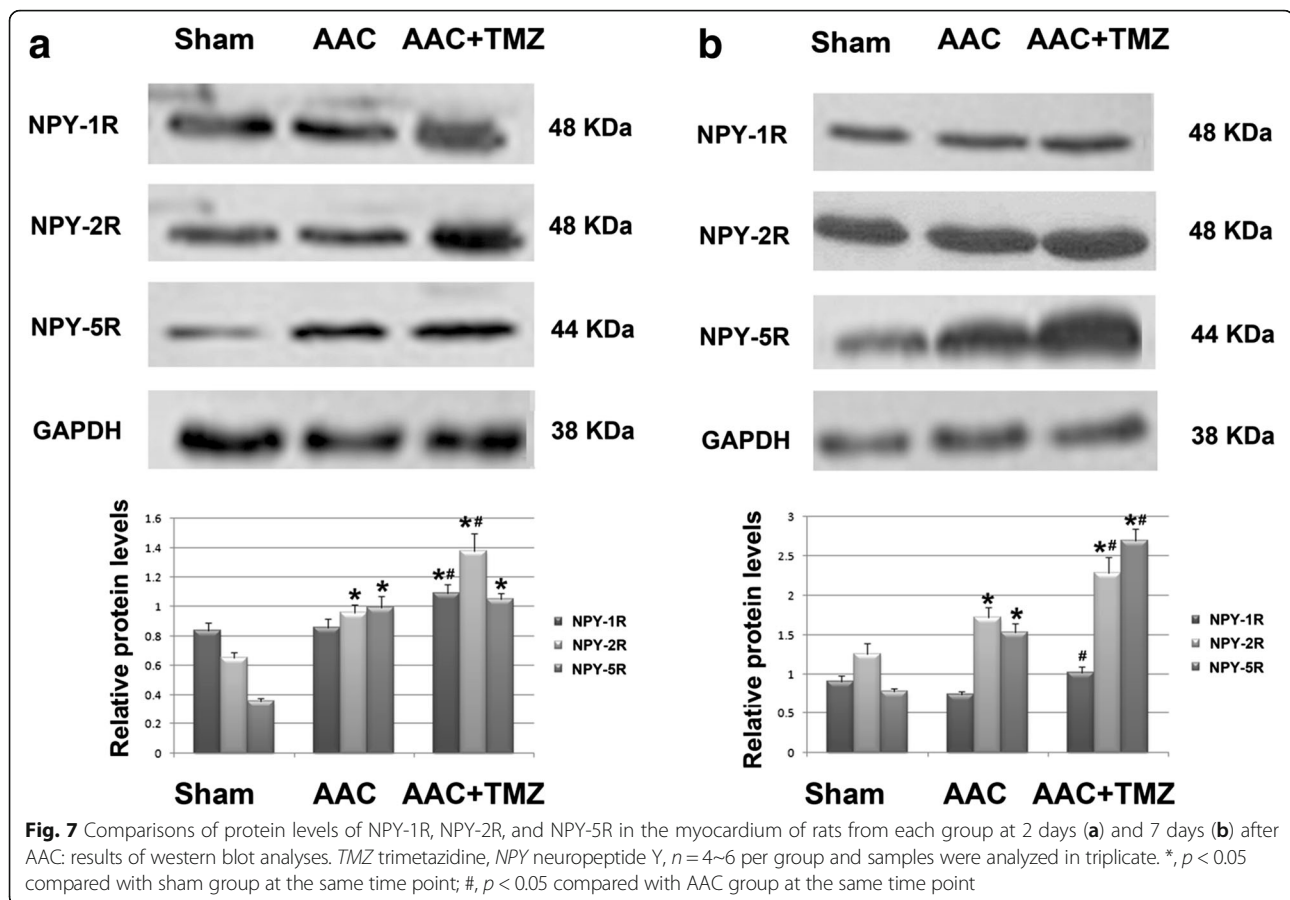 a
Sham AAC AAC+TMZ
NPY-1R 48 KDa
NPY-2R 48 KDa
NPY-5R 44 KDa
GAPDH 38 KDa
Relative protein levels
1.6
1.4
1.2
1
0.8
0.6
0.4
0.2
0
* * *# *# *
NPY-1R
NPY-2R
NPY-5R
Sham AAC AAC+TMZ
b
Sham AAC AAC+TMZ
NPY-1R 48 KDa
NPY-2R 48 KDa
NPY-5R 44 KDa
GAPDH 38 KDa
Relative protein levels
3
2.5
2
1.5
1
0.5
0
* * # *# *#
NPY-1R
NPY-2R
NPY-5R
Sham AAC AAC+TMZ
Fig. 7 Comparisons of protein levels of NPY-1R, NPY-2R, and NPY-5R in the myocardium of rats from each group at 2 days (a) and 7 days (b) after
AAC: results of western blot analyses. TMZ trimetazidine, NPY neuropeptide Y, n = 4~6 per group and samples were analyzed in triplicate. *, p < 0.05
compared with sham group at the same time point; #, p < 0.05 compared with AAC group at the same time point